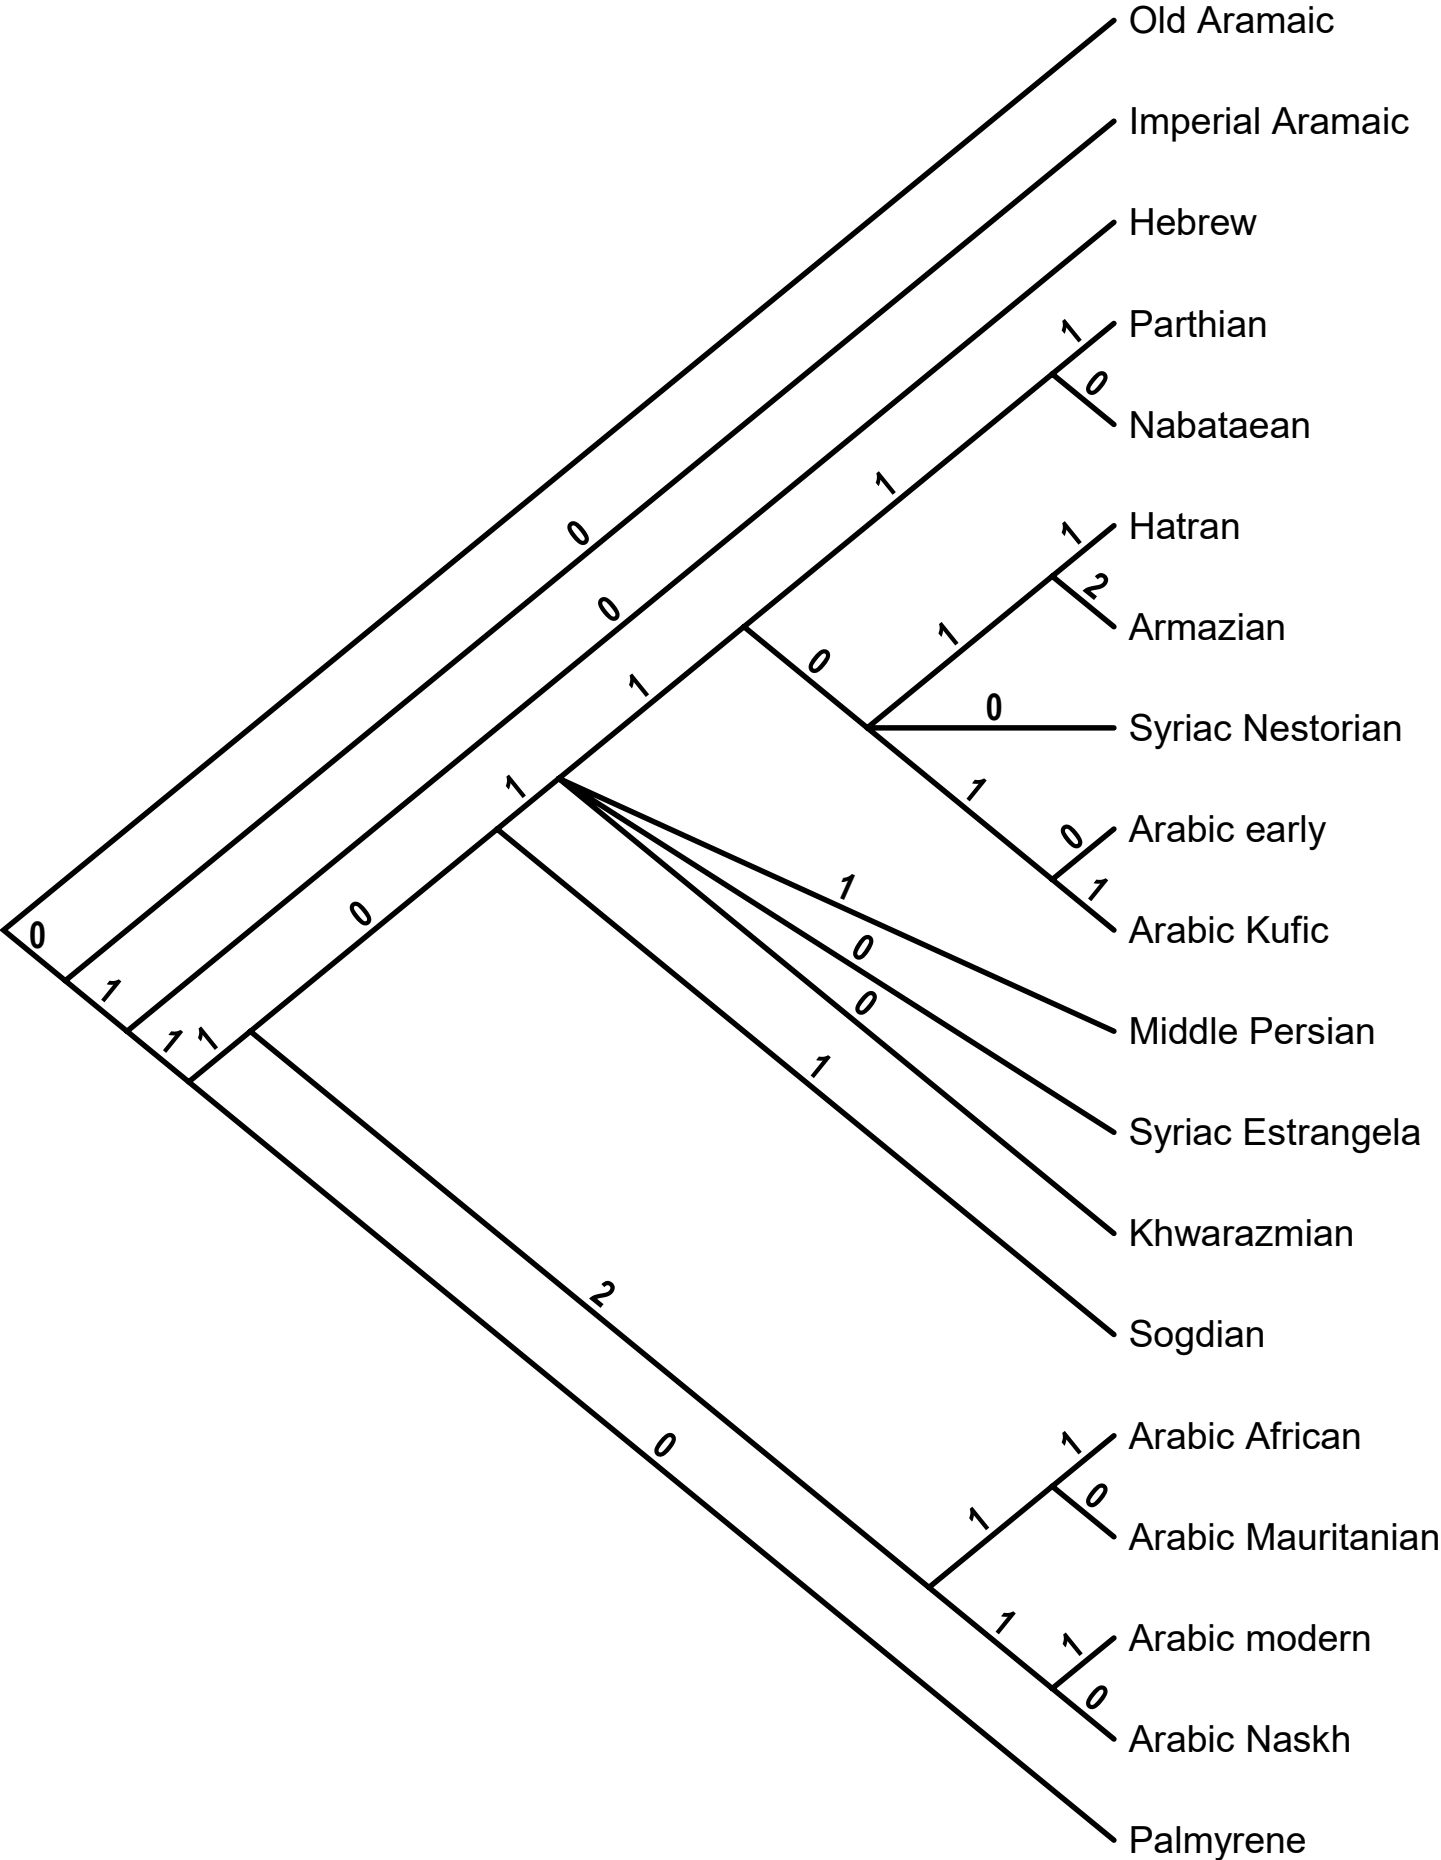 Old Aramaic
Imperial Aramaic
Hebrew
1 Parthian
0
Nabataean
1
1 Hatran
0
2
Armazian
0
1
0
1
0 Syriac Nestorian
1
1
0 Arabic early
1
1
0
0 Arabic Kufic
0
1
0
1 1
Middle Persian
1
Syriac Estrangela
Khwarazmian
2
Sogdian
0
1 Arabic African
0
1
Arabic Mauritanian
1
1 Arabic modern
0
Arabic Naskh
Palmyrene